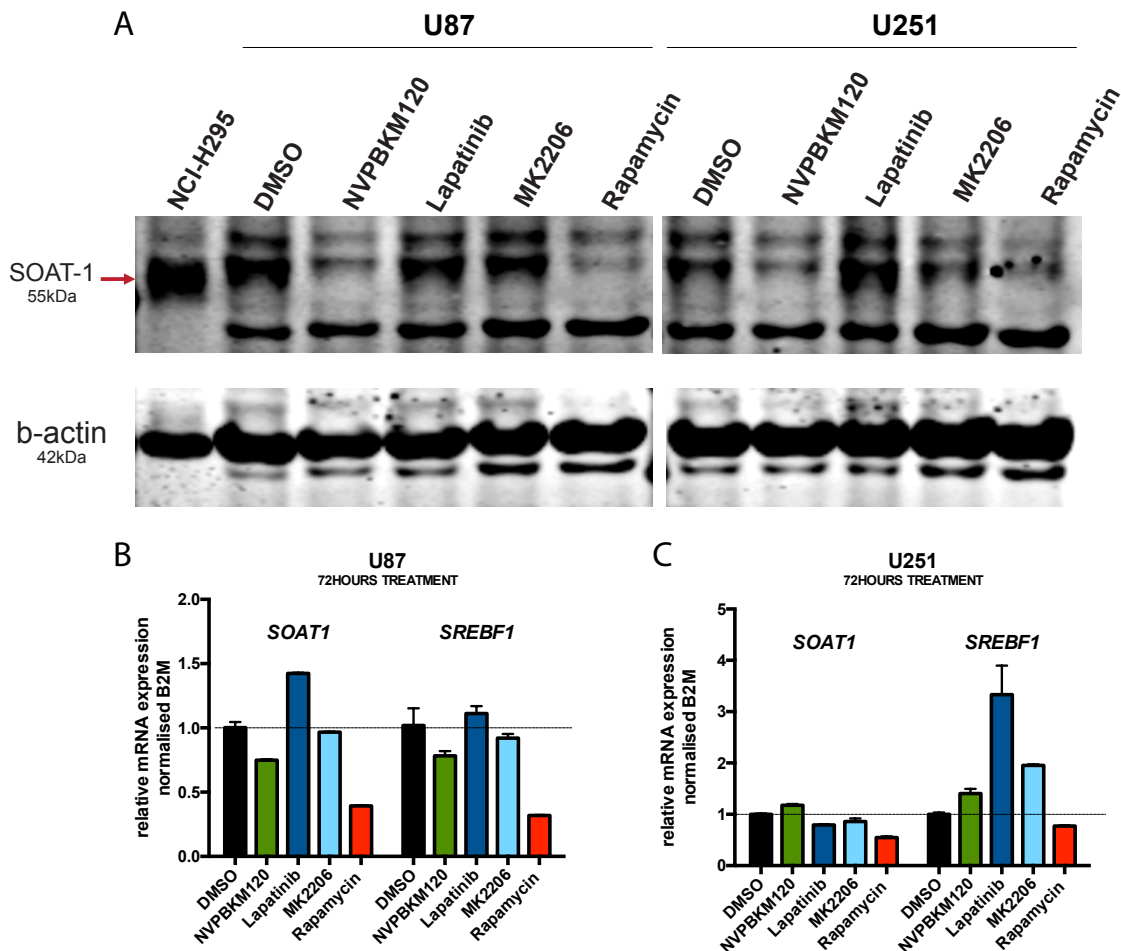 A
U87
U251
NCI-H295
DMSO
NVPBKM120
Lapatinib
MK2206
Rapamycin
DMSO
NVPBKM120
Lapatinib
MK2206
Rapamycin
SOAT-1
55kDa
b-actin
42kDa
B
U87
72HOURS TREATMENT
relative mRNA expression
normalised B2M
2.0
1.5
1.0
0.5
0.0
SOAT1
SREBF1
DMSO
NVPBKM120
Lapatinib
MK2206
Rapamycin
DMSO
NVPBKM120
Lapatinib
MK2206
Rapamycin
C
U251
72HOURS TREATMENT
relative mRNA expression
normalised B2M
5
4
3
2
1
0
SOAT1
SREBF1
DMSO
NVPBKM120
Lapatinib
MK2206
Rapamycin
DMSO
NVPBKM120
Lapatinib
MK2206
Rapamycin